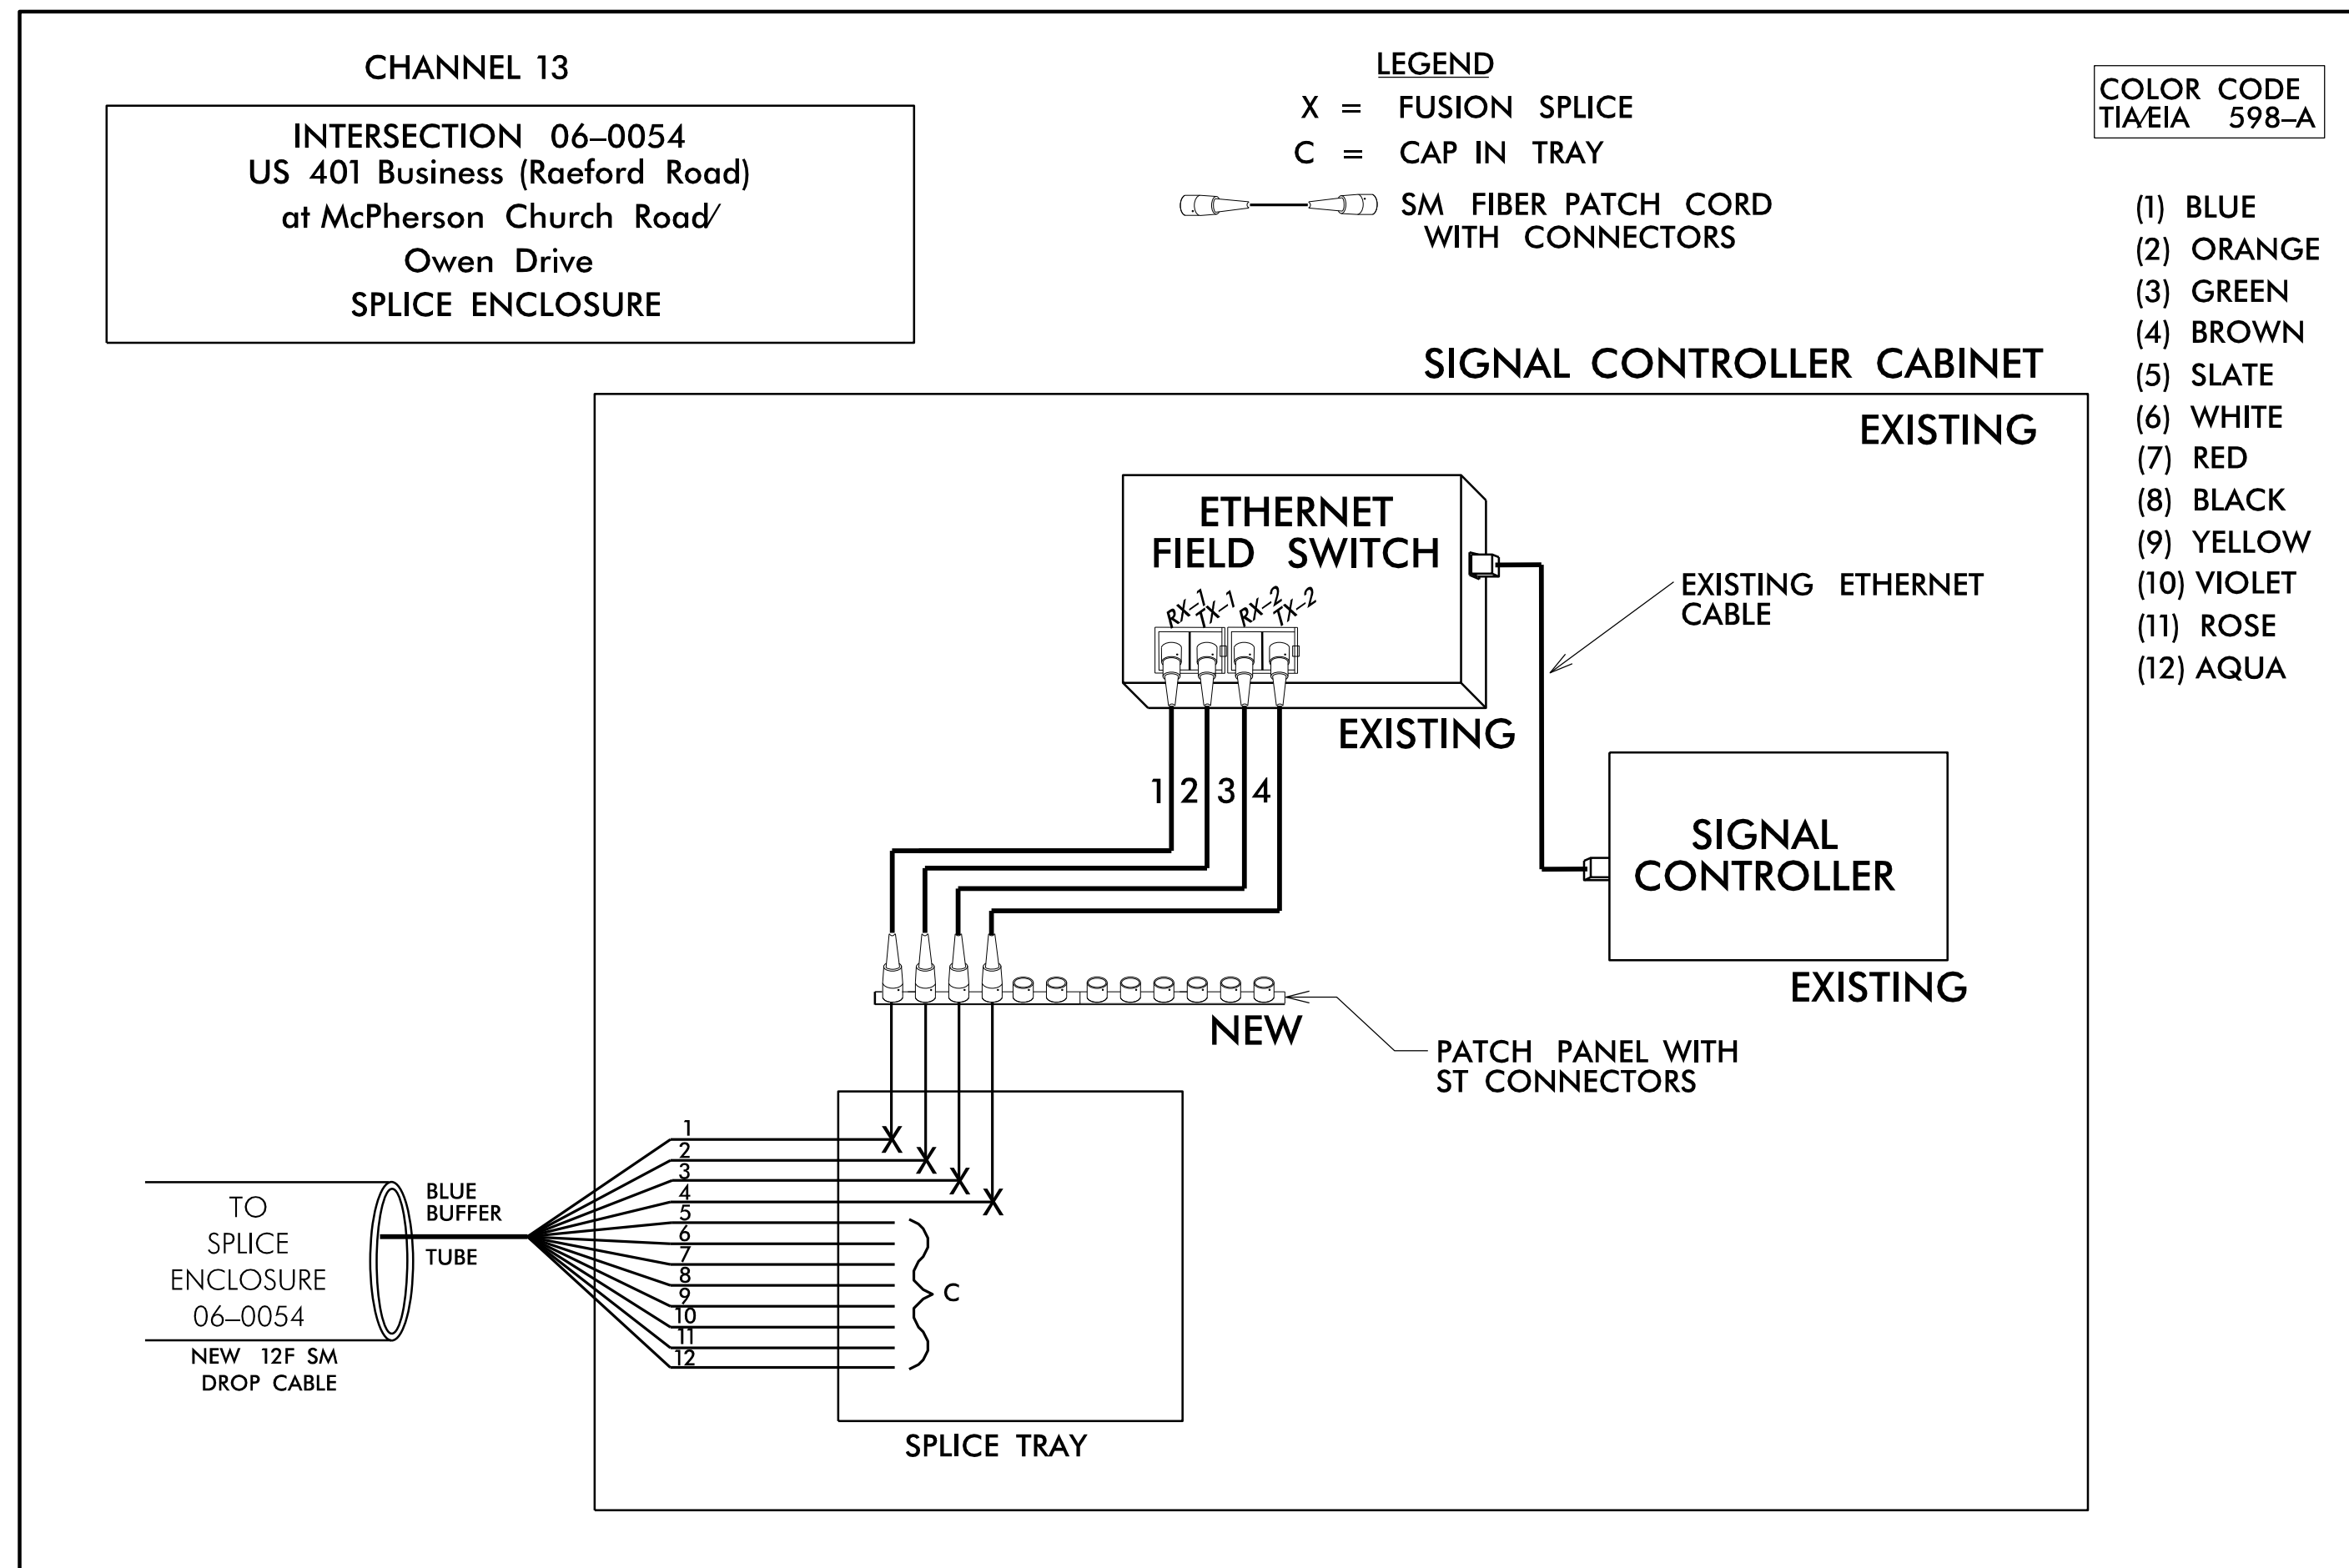 CHANNEL 13
INTERSECTION 06–0054
US 401 Business (Raeford Road)
at McPherson Church Road/
Owen Drive
SPLICE ENCLOSURE
LEGEND
X = FUSION SPLICE
C = CAP IN TRAY
SM FIBER PATCH CORD
WITH CONNECTORS
COLOR CODE
TIA/EIA 598–A
(1) BLUE
(2) ORANGE
(3) GREEN
(4) BROWN
(5) SLATE
(6) WHITE
(7) RED
(8) BLACK
(9) YELLOW
(10) VIOLET
(11) ROSE
(12) AQUA
SIGNAL CONTROLLER CABINET
EXISTING
ETHERNET
FIELD SWITCH
RX–1 TX–1 RX–2 TX–2
EXISTING
EXISTING ETHERNET
CABLE
1 2 3 4
SIGNAL
CONTROLLER
EXISTING
NEW
PATCH PANEL WITH
ST CONNECTORS
1
2
3
4
5
6
7
8
9
10
11
12
X
X
X
X
C
SPLICE TRAY
BLUE
BUFFER
TUBE
TO
SPLICE
ENCLOSURE
06–0054
NEW 12F SM
DROP CABLE